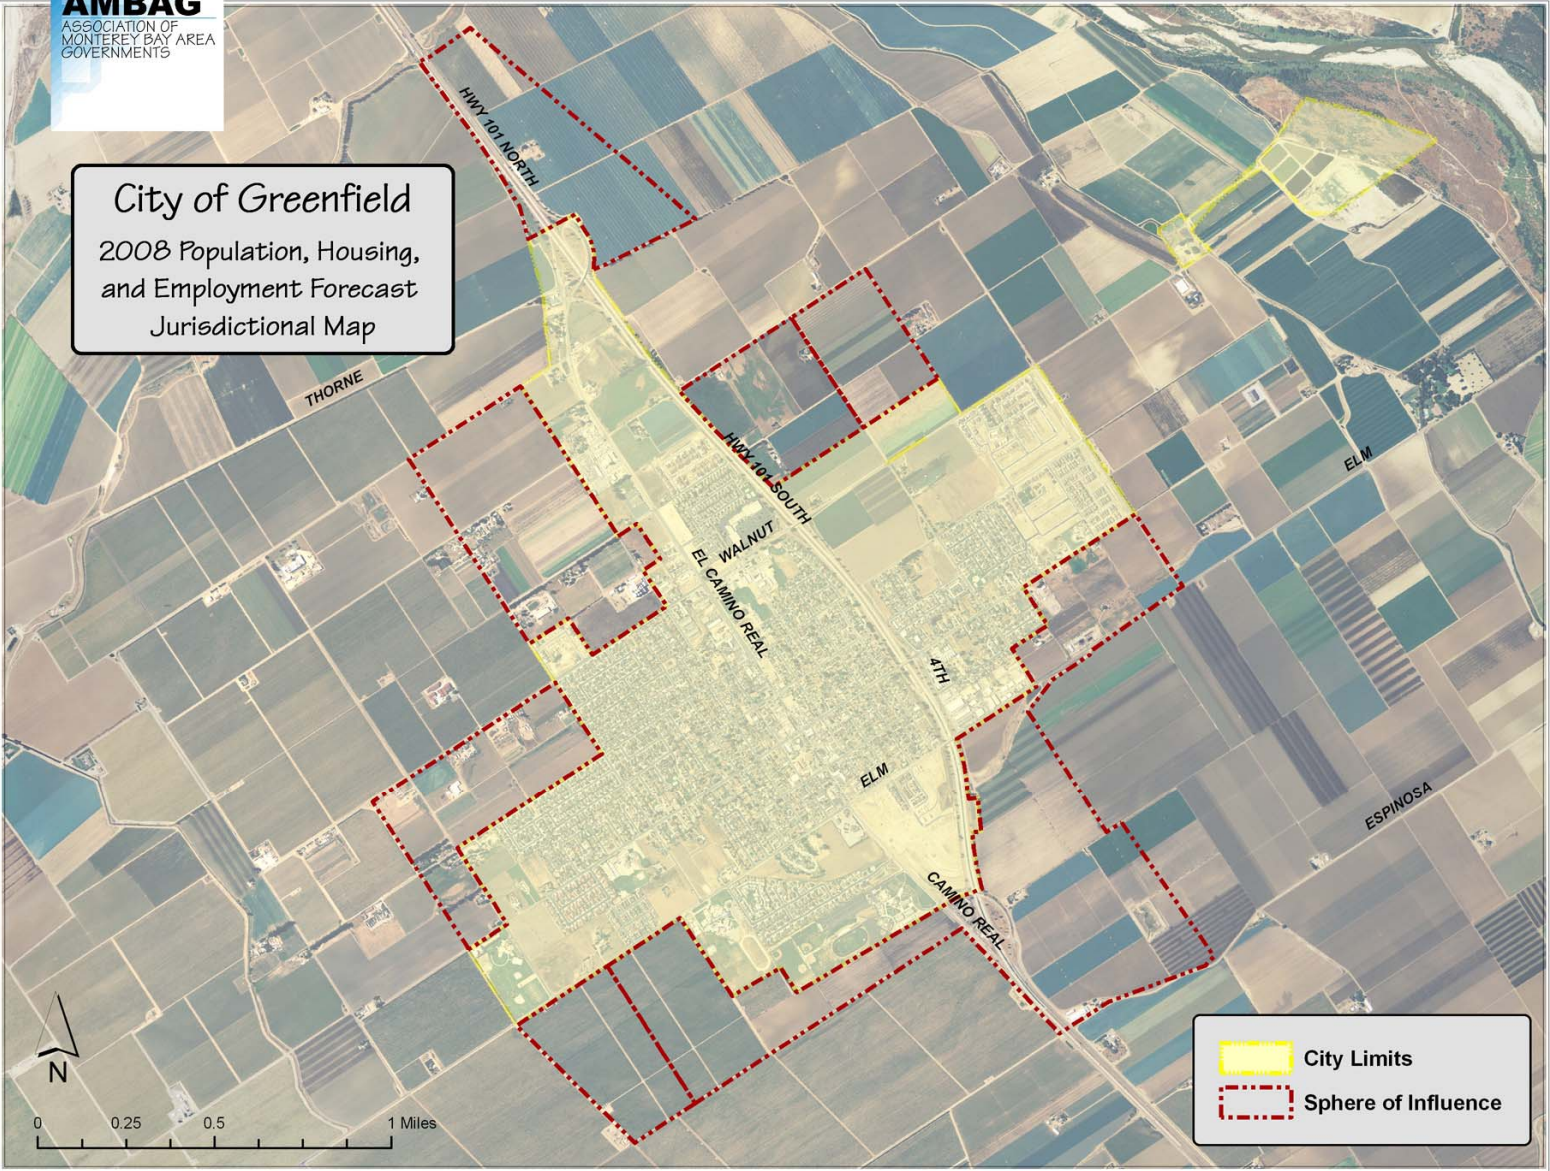 AMBAG
ASSOCIATION OF
MONTEREY BAY AREA
GOVERNMENTS
City of Greenfield
2008 Population, Housing,
and Employment Forecast
Jurisdictional Map
HWY 101 NORTH
THORNE
HWY 101 SOUTH
ELM
WALNUT
EL CAMINO REAL
4TH
ELM
ESPINOSA
CAMINO REAL
N
0 0.25 0.5 1 Miles
City Limits
Sphere of Influence